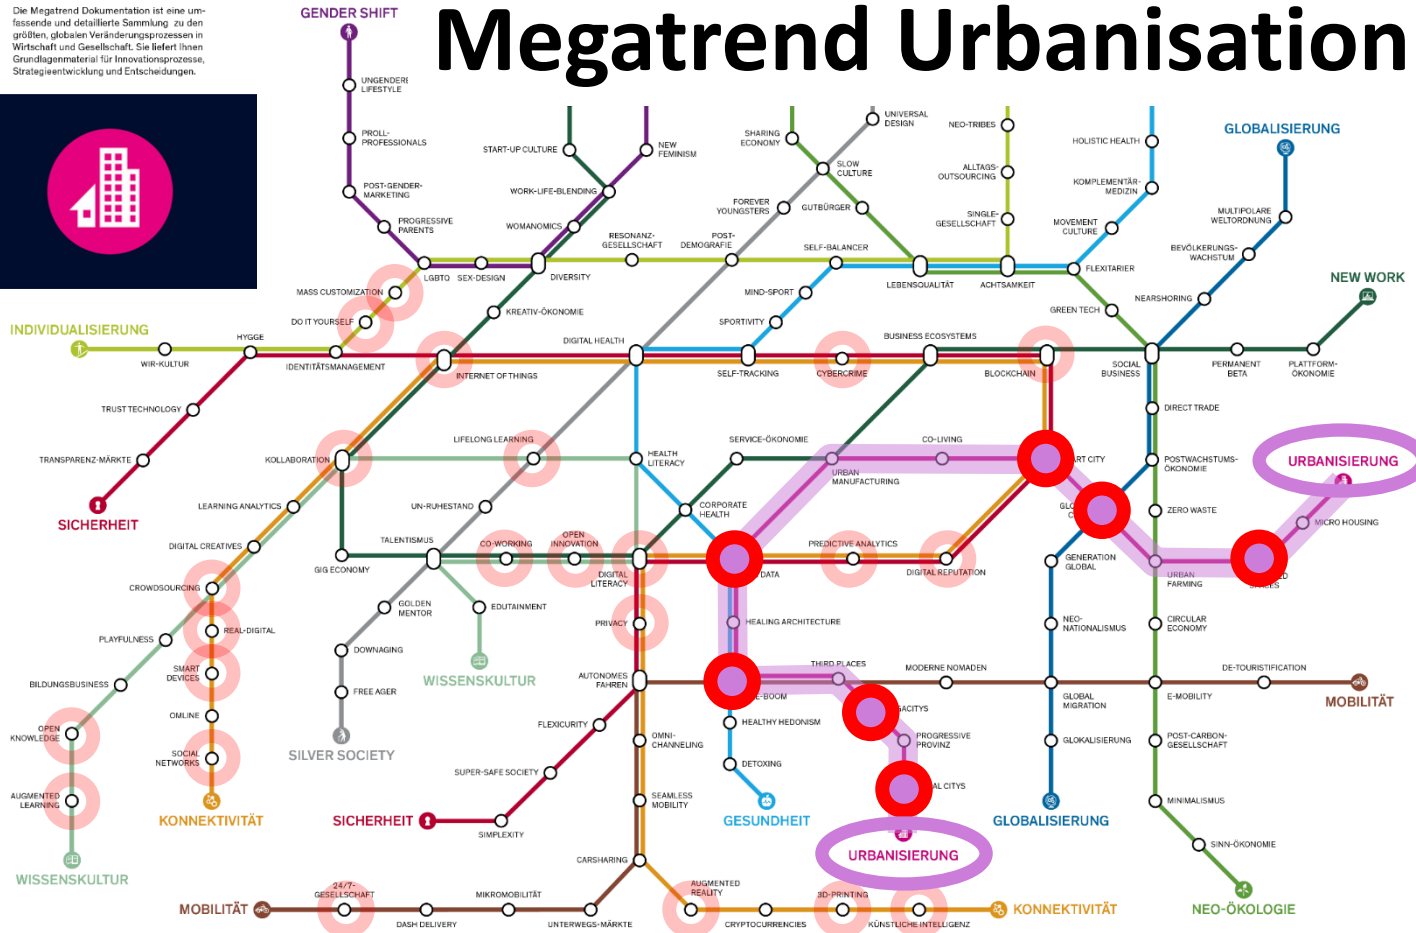 Die Megatrend Dokumentation ist eine um-
fassende und detaillierte Sammlung zu den
größten, globalen Veränderungsprozessen in
Wirtschaft und Gesellschaft. Sie liefert Ihnen
Grundlagenmaterial für Innovationsprozesse,
Strategieentwicklung und Entscheidungen.
GENDER SHIFT
Megatrend Urbanisation
UNGENDERE
LIFESTYLE
PROLL-
PROFESSIONALS
POST-GENDER-
MARKETING
PROGRESSIVE
PARENTS
LGBTQ
SEX-DESIGN
START-UP CULTURE
NEW
FEMINISM
WORK-LIFE-BLENDING
WOMANOMICS
DIVERSITY
RESONANZ-
GESELLSCHAFT
POST-
DEMOGRAFIE
FOREVER
YOUNGSTERS
SHARING
ECONOMY
UNIVERSAL
DESIGN
SLOW
CULTURE
GUTBÜRGER
SELF-BALANCER
LEBENSQUALITÄT
NEO-TRIBES
ALLTAGS-
OUTSOURCING
SINGLE-
GESELLSCHAFT
ACHTSAMKEIT
HOLISTIC HEALTH
KOMPLEMENTÄR-
MEDIZIN
MOVEMENT
CULTURE
FLEXITARIER
GREEN TECH
GLOBALISIERUNG
MULTIPOLARE
WELTORDNUNG
BEVÖLKERUNGS-
WACHSTUM
NEARSHORING
NEW WORK
MASS CUSTOMIZATION
DO IT YOURSELF
KREATIV-ÖKONOMIE
MIND-SPORT
SPORTIVITY
INDIVIDUALISIERUNG
WIR-KULTUR
HYGGE
IDENTITÄTSMANAGEMENT
INTERNET OF THINGS
DIGITAL HEALTH
SELF-TRACKING
CYBERCRIME
BUSINESS ECOSYSTEMS
BLOCKCHAIN
SOCIAL
BUSINESS
PERMANENT
BETA
PLATTFORM-
ÖKONOMIE
TRUST TECHNOLOGY
TRANSPARENZ-MÄRKTE
SICHERHEIT
DIRECT TRADE
KOLLABORATION
LIFELONG LEARNING
HEALTH
LITERACY
SERVICE-ÖKONOMIE
URBAN
MANUFACTURING
CO-LIVING
ART CITY
POSTWACHSTUMS-
ÖKONOMIE
URBANISIERUNG
LEARNING ANALYTICS
UN-RUHESTAND
CORPORATE
HEALTH
GLO
C
ZERO WASTE
MICRO HOUSING
DIGITAL CREATIVES
GIG ECONOMY
TALENTISMUS
CO-WORKING
OPEN
INNOVATION
DIGITAL
LITERACY
DATA
PREDICTIVE ANALYTICS
DIGITAL REPUTATION
GENERATION
GLOBAL
URBAN
FARMING
CROWDSOURCING
REAL-DIGITAL
GOLDEN
MENTOR
EDUTAINMENT
PRIVACY
HEALING ARCHITECTURE
NEO-
NATIONALISMUS
CIRCULAR
ECONOMY
PLAYFULNESS
SMART
DEVICES
DOWNAGING
WISSENSKULTUR
AUTONOMES
FAHREN
E-BOOM
THIRD PLACES
MODERNE NOMADEN
DE-TOURISTIFICATION
BILDUNGSBUSINESS
FREE AGER
GLOBAL
MIGRATION
E-MOBILITY
MOBILITÄT
OPEN
KNOWLEDGE
OMLINE
FLEXICURITY
HEALTHY HEDONISM
GACITYS
OMNI-
CHANNELING
PROGRESSIVE
PROVINZ
GLOKALISIERUNG
POST-CARBON-
GESELLSCHAFT
SOCIAL
NETWORKS
SILVER SOCIETY
SUPER-SAFE SOCIETY
DETOXING
AL CITYS
AUGMENTED
LEARNING
SEAMLESS
MOBILITY
MINIMALISMUS
KONNEKTIVITÄT
SICHERHEIT
SIMPLEXITY
GESUNDHEIT
GLOBALISIERUNG
URBANISIERUNG
SINN-ÖKONOMIE
WISSENSKULTUR
CARSHARING
24/7-
GESELLSCHAFT
MIKROMOBILITÄT
AUGMENTED
REALITY
3D-PRINTING
MOBILITÄT
DASH DELIVERY
UNTERWEGS-MÄRKTE
CRYPTOCURRENCIES
KÜNSTLICHE INTELLIGENZ
KONNEKTIVITÄT
NEO-ÖKOLOGIE